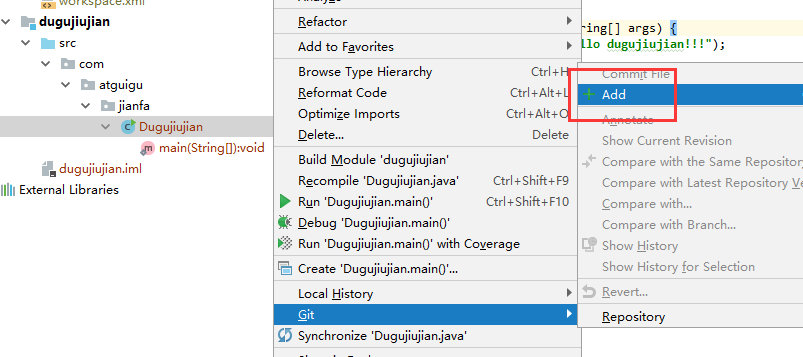 workspace.xml
dugujiujian
src
com
atguigu
jianfa
Dugujiujian
main(String[]):void
dugujiujian.iml
External Libraries
Refactor
Add to Favorites
Browse Type Hierarchy Ctrl+H
Reformat Code Ctrl+Alt+L
Optimize Imports Ctrl+Alt+O
Delete... Delete
Build Module 'dugujiujian'
Recompile 'Dugujiujian.java' Ctrl+Shift+F9
Run 'Dugujiujian.main()' Ctrl+Shift+F10
Debug 'Dugujiujian.main()'
Run 'Dugujiujian.main()' with Coverage
Create 'Dugujiujian.main()'...
Local History
Git
Synchronize 'Dugujiujian.java'
ring[] args) {
llo dugujiujian!!!");
Commit File
Add
Annotate
Show Current Revision
Compare with the Same Repository
Compare with Latest Repository Ve
Compare with...
Compare with Branch...
Show History
Show History for Selection
Revert...
Repository